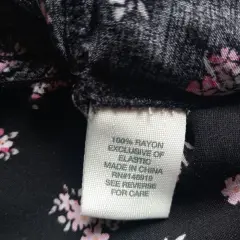 100% RAYON
EXCLUSIVE OF
ELASTIC
MADE IN CHINA
RN#148919
SEE REVERSE
FOR CARE